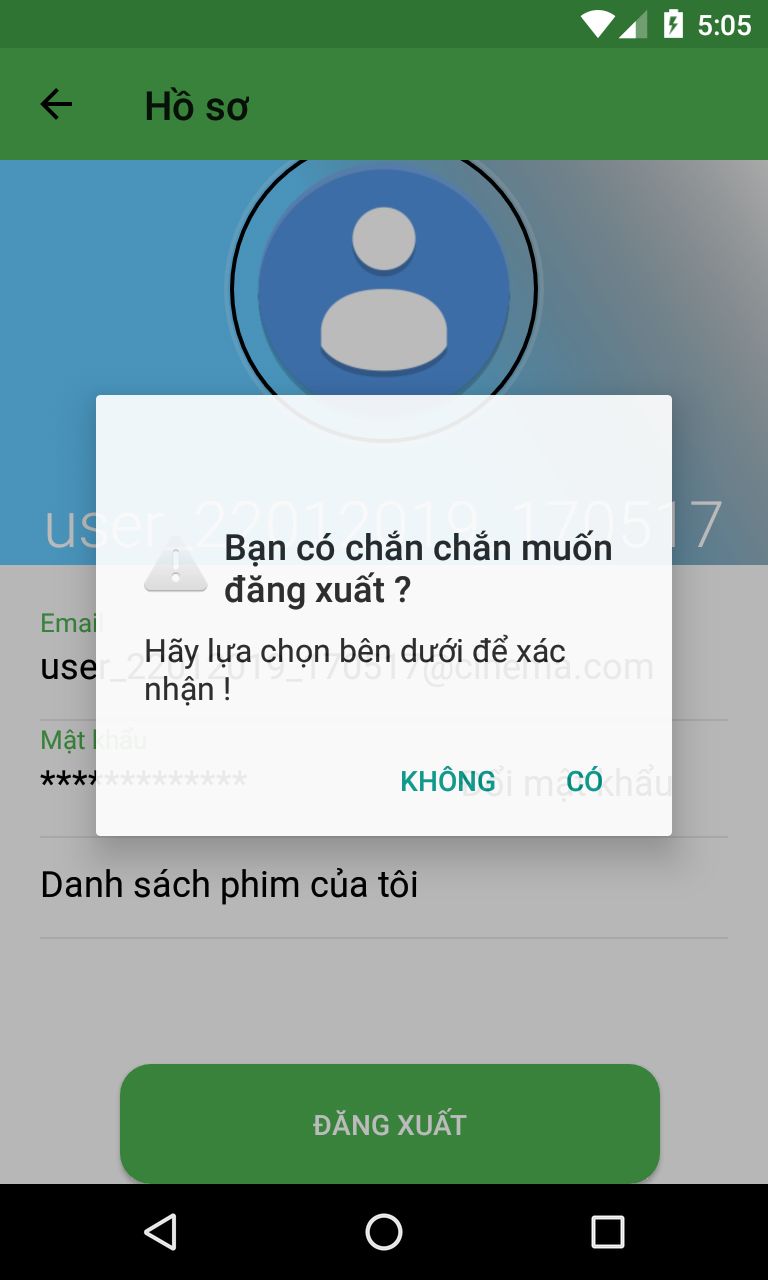 5:05
Hồ sơ
user_22012019_170517
Bạn có chắn chắn muốn
đăng xuất ?
Email
Hãy lựa chọn bên dưới để xác
user_22012019_170517@cinema.com
nhận !
Mật khẩu
*************
Đổi mật khẩu
KHÔNG
CÓ
Danh sách phim của tôi
ĐĂNG XUẤT